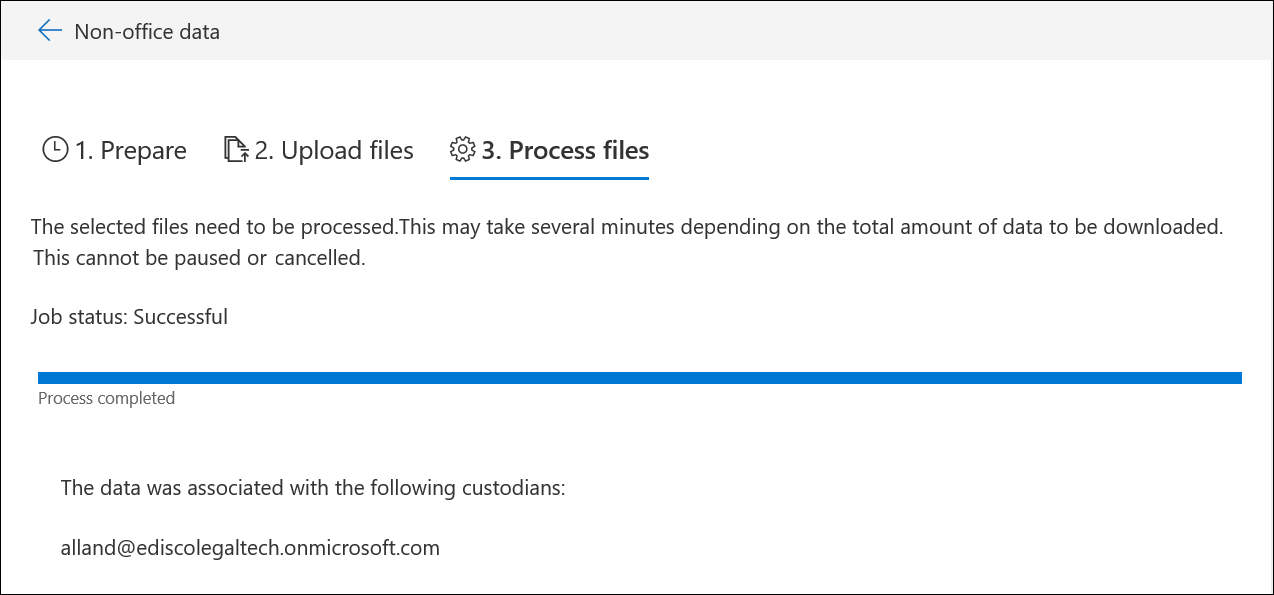 Non-office data
1. Prepare 2. Upload files 3. Process files
The selected files need to be processed.This may take several minutes depending on the total amount of data to be downloaded.
This cannot be paused or cancelled.
Job status: Successful
Process completed
The data was associated with the following custodians:
alland@ediscolegaltech.onmicrosoft.com